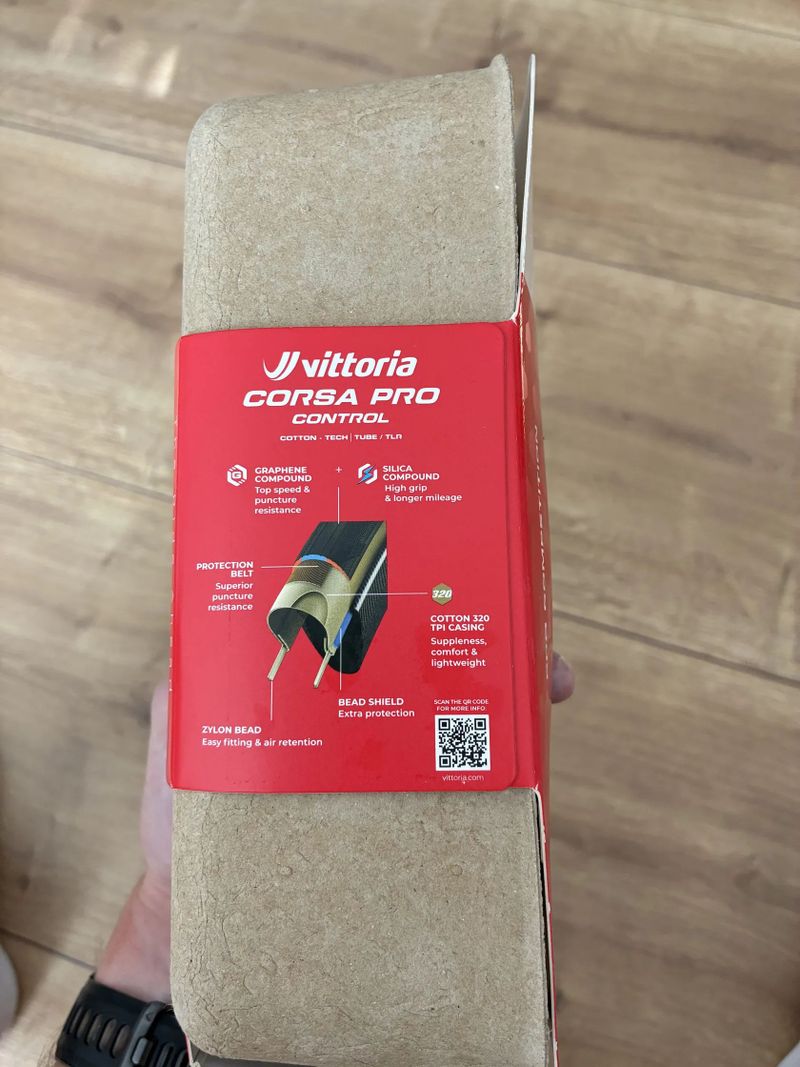 vittoria
CORSA PRO
CONTROL
COTTON - TECH | TUBE / TLR
GRAPHENE
COMPOUND
Top speed &
puncture
resistance
+
SILICA
COMPOUND
High grip
& longer mileage
PROTECTION
BELT
Superior
puncture
resistance
320
COTTON 320
TPI CASING
Suppleness,
comfort &
lightweight
BEAD SHIELD
Extra protection
ZYLON BEAD
Easy fitting & air retention
SCAN THE QR CODE
FOR MORE INFO.
vittoria.com
COMPETITION